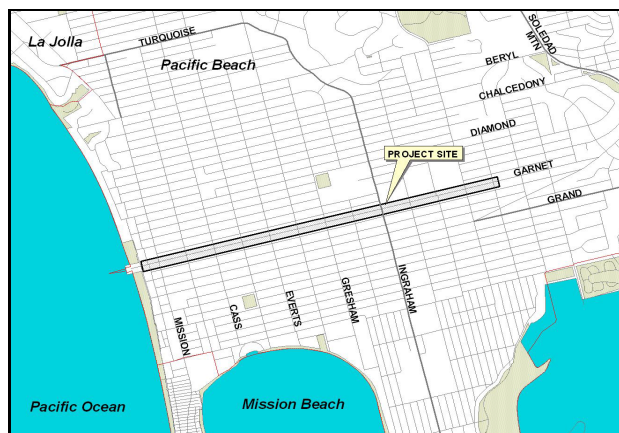 La Jolla
TURQUOISE
SOLEDAD
MTN
Pacific Beach
BERYL
CHALCEDONY
DIAMOND
PROJECT SITE
GARNET
GRAND
MISSION
CASS
EVERTS
GRESHAM
INGRAHAM
Pacific Ocean
Mission Beach